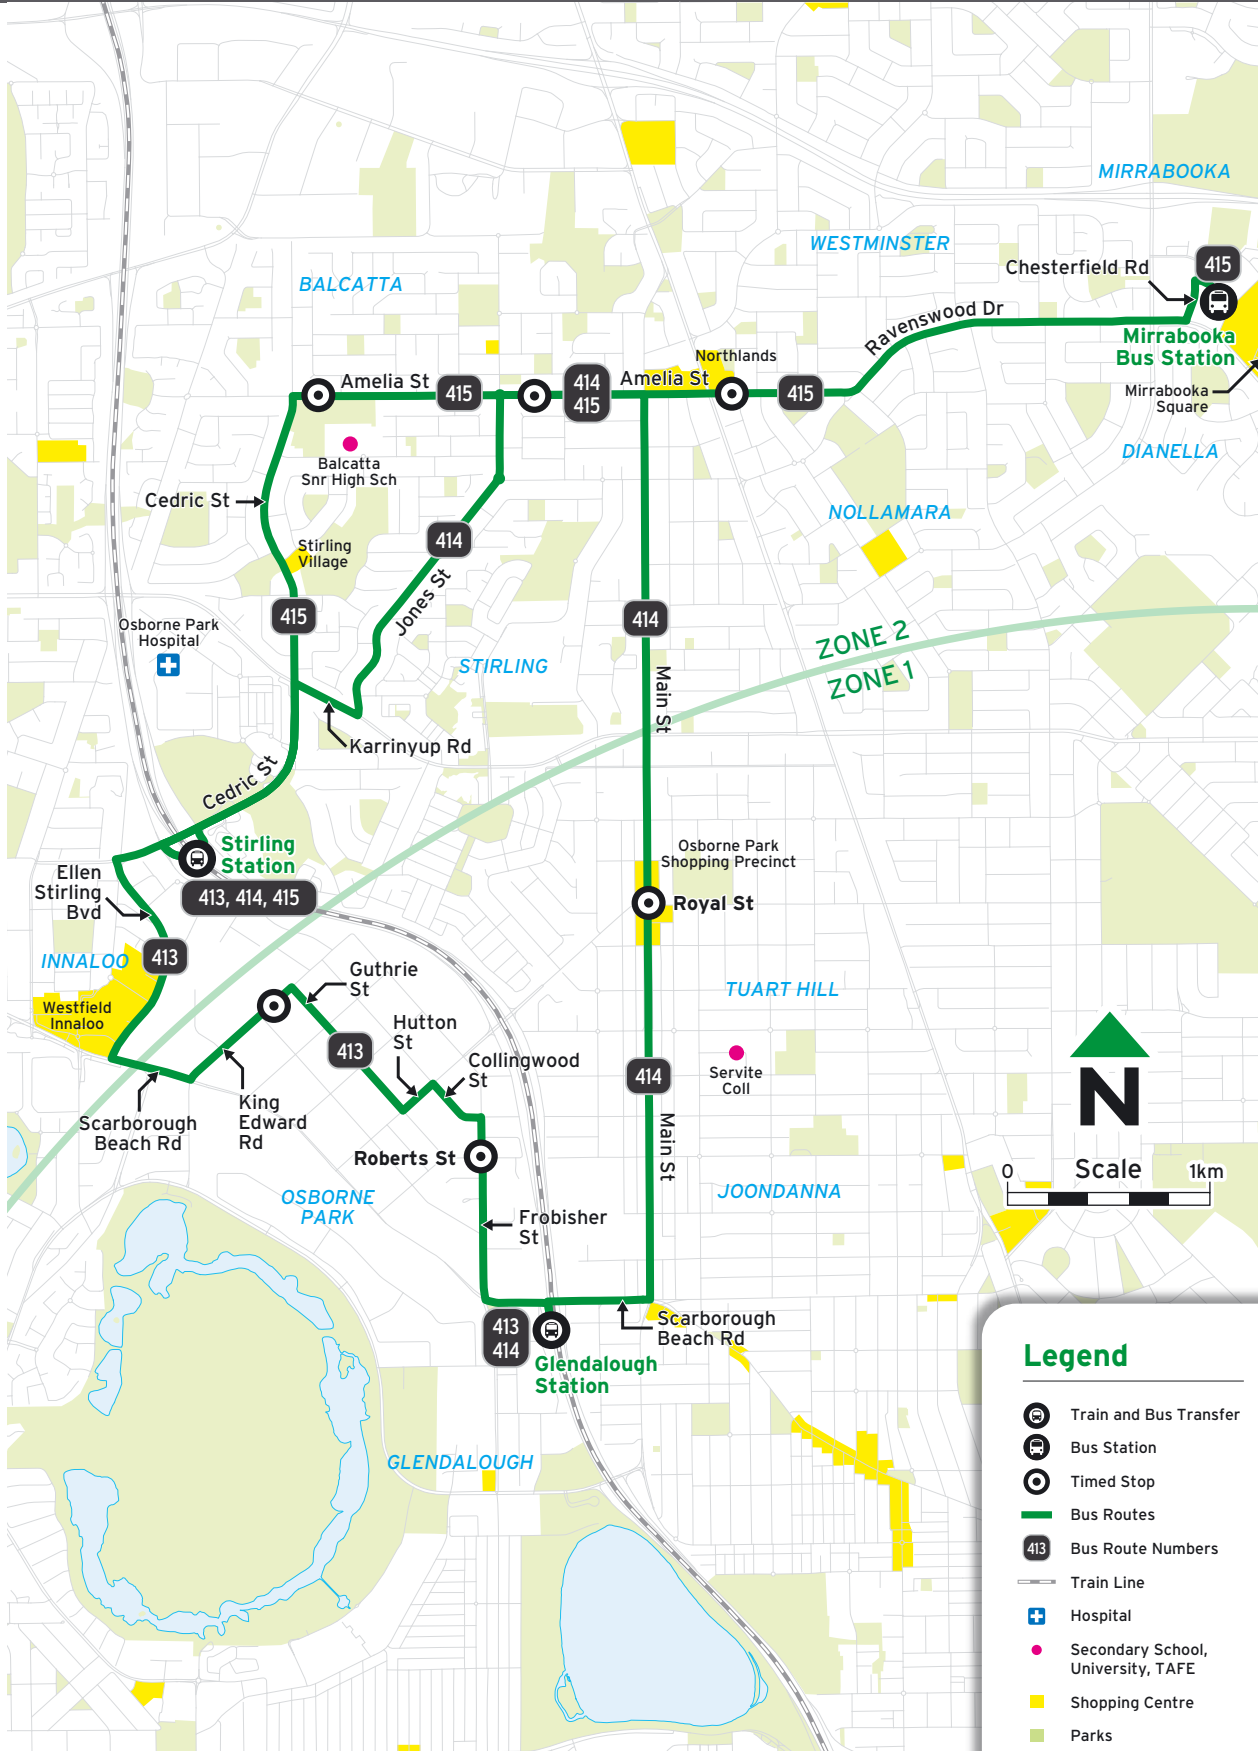 MIRRABOOKA
WESTMINSTER
Chesterfield Rd
415
BALCATTA
Ravenswood Dr
Mirrabooka
Bus Station
Northlands
Amelia St
415
414
415
Amelia St
415
Mirrabooka
Square
Balcatta
Snr High Sch
DIANELLA
Cedric St
NOLLAMARA
414
Stirling
Village
Jones St
415
414
Osborne Park
Hospital
ZONE 2
ZONE 1
STIRLING
Main St
Karrinyup Rd
Cedric St
Stirling
Station
Osborne Park
Shopping Precinct
Ellen
Stirling
Bvd
413, 414, 415
Royal St
INNALOO
413
Guthrie
St
TUART HILL
Westfield
Innaloo
Hutton
St
413
Collingwood
St
414
Servite
Coll
King
Edward
Rd
Scarborough
Beach Rd
Main St
Roberts St
0
Scale
1km
N
OSBORNE
PARK
JOONDANNA
Frobisher
St
413
414
Scarborough
Beach Rd
Glendalough
Station
GLENDALOUGH
Legend
Train and Bus Transfer
Bus Station
Timed Stop
Bus Routes
413
Bus Route Numbers
Train Line
Hospital
Secondary School,
University, TAFE
Shopping Centre
Parks